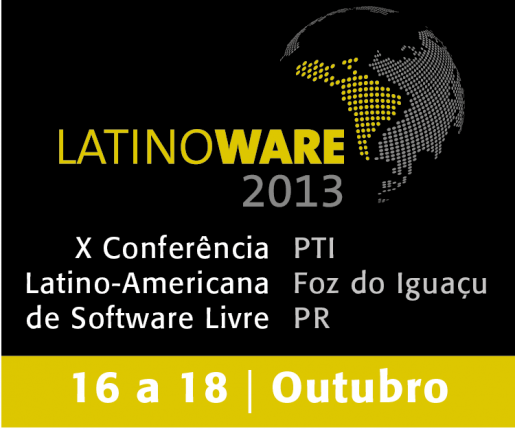 LATINOWARE
2013
X Conferência PTI
Latino-Americana Foz do Iguaçu
de Software Livre PR
16 a 18 | Outubro